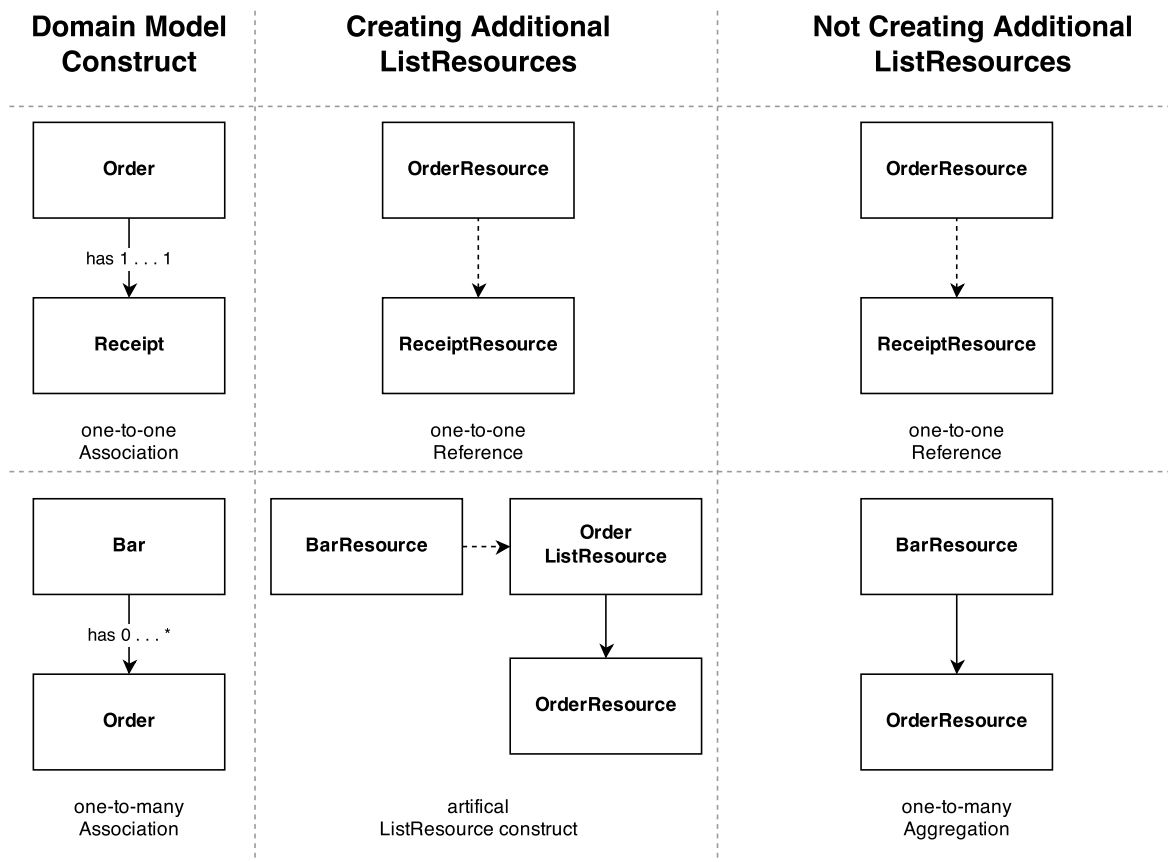 Domain Model
Construct
Creating Additional
ListResources
Not Creating Additional
ListResources
Order
has 1 . . . 1
Receipt
one-to-one
Association
OrderResource
ReceiptResource
one-to-one
Reference
OrderResource
ReceiptResource
one-to-one
Reference
Bar
has 0 . . . *
Order
one-to-many
Association
BarResource
Order
ListResource
OrderResource
artifical
ListResource construct
BarResource
OrderResource
one-to-many
Aggregation